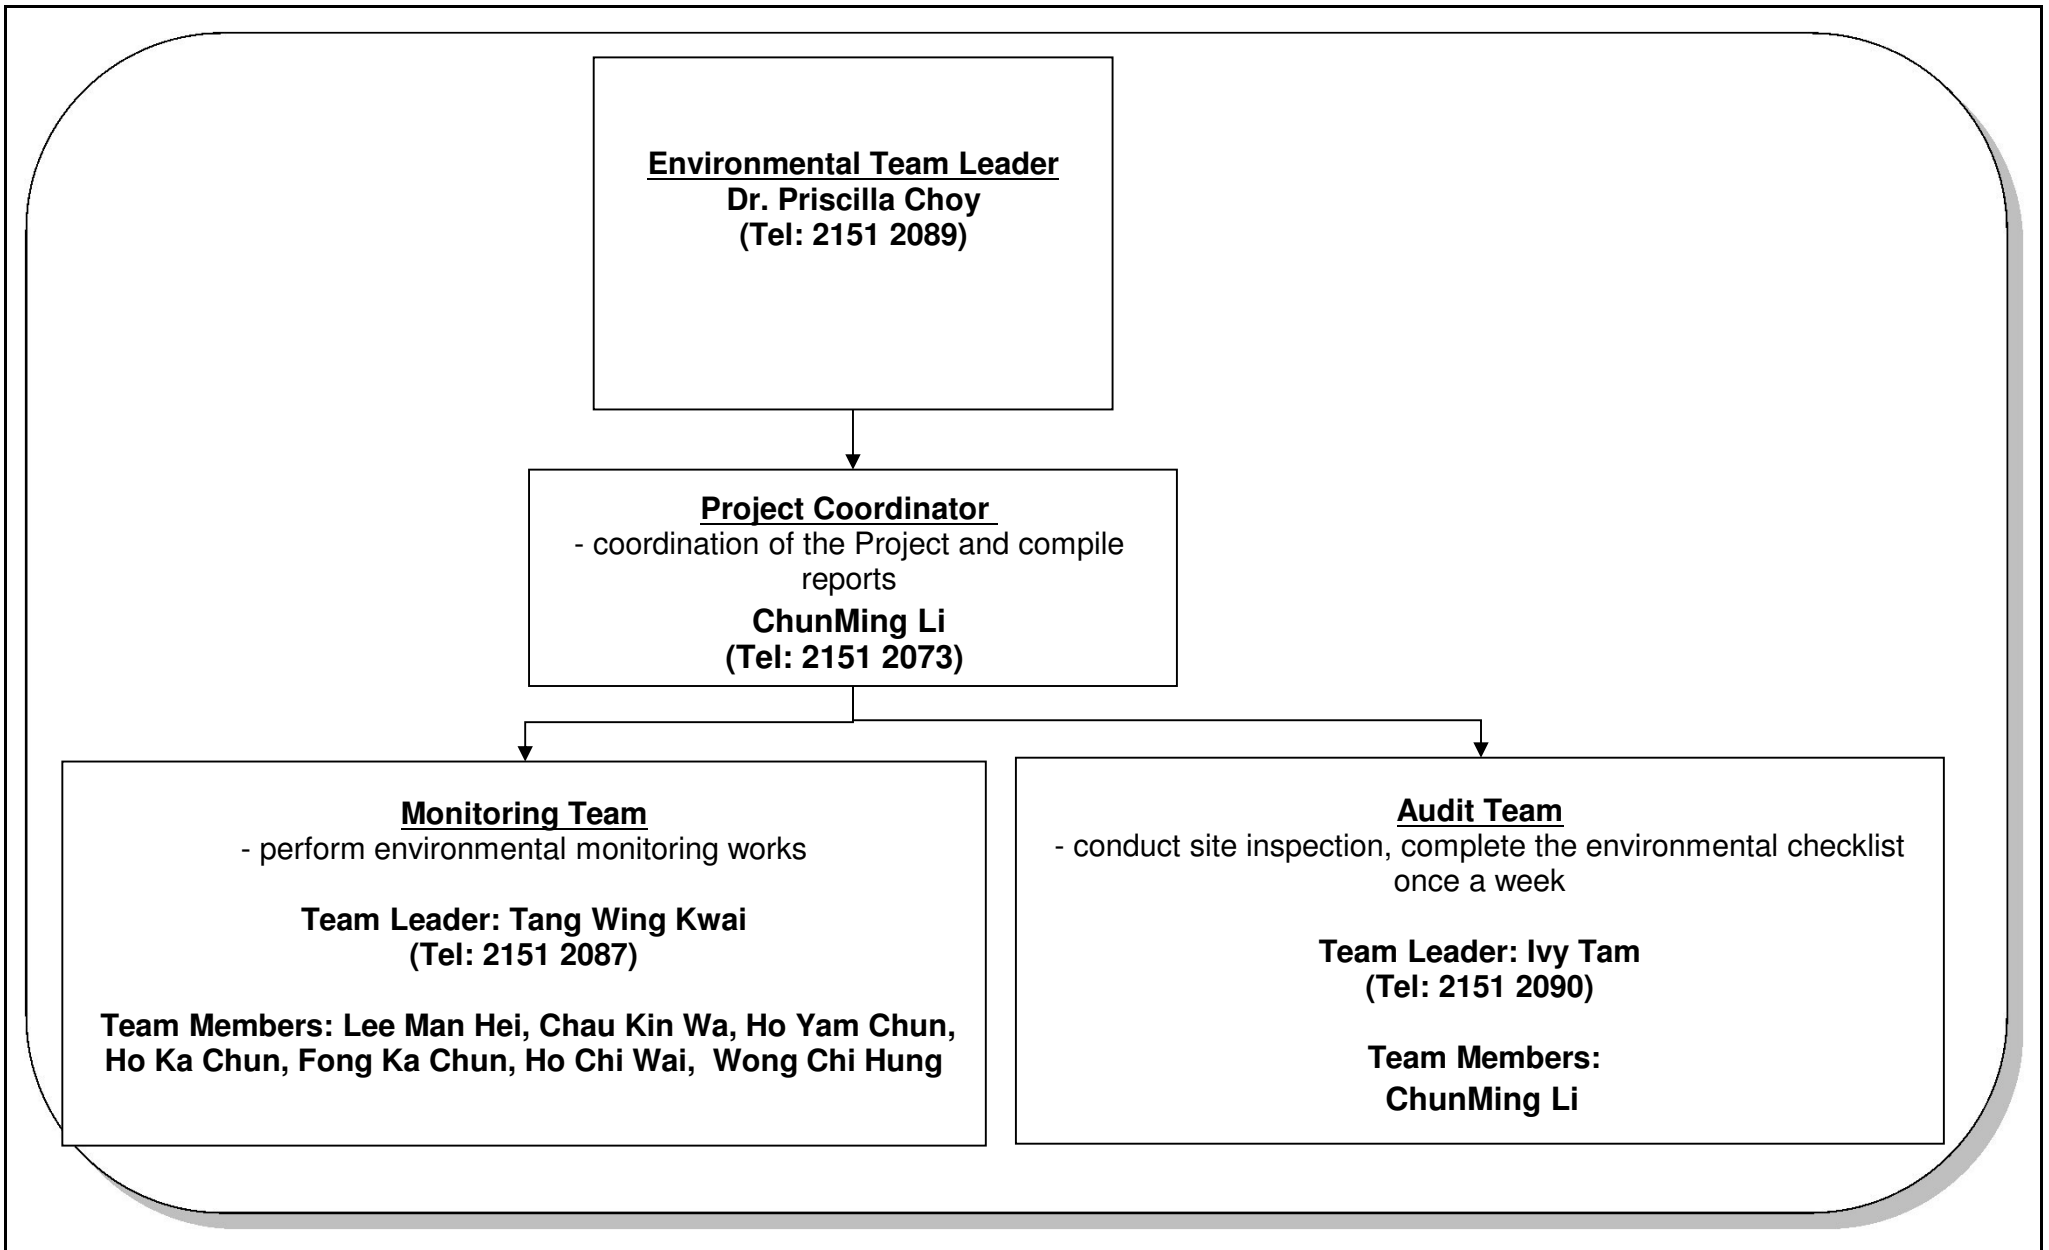 Environmental Team Leader
Dr. Priscilla Choy
(Tel: 2151 2089)
Project Coordinator
- coordination of the Project and compile
reports
ChunMing Li
(Tel: 2151 2073)
Monitoring Team
- perform environmental monitoring works
Team Leader: Tang Wing Kwai
(Tel: 2151 2087)
Team Members: Lee Man Hei, Chau Kin Wa, Ho Yam Chun,
Ho Ka Chun, Fong Ka Chun, Ho Chi Wai, Wong Chi Hung
Audit Team
- conduct site inspection, complete the environmental checklist
once a week
Team Leader: Ivy Tam
(Tel: 2151 2090)
Team Members:
ChunMing Li